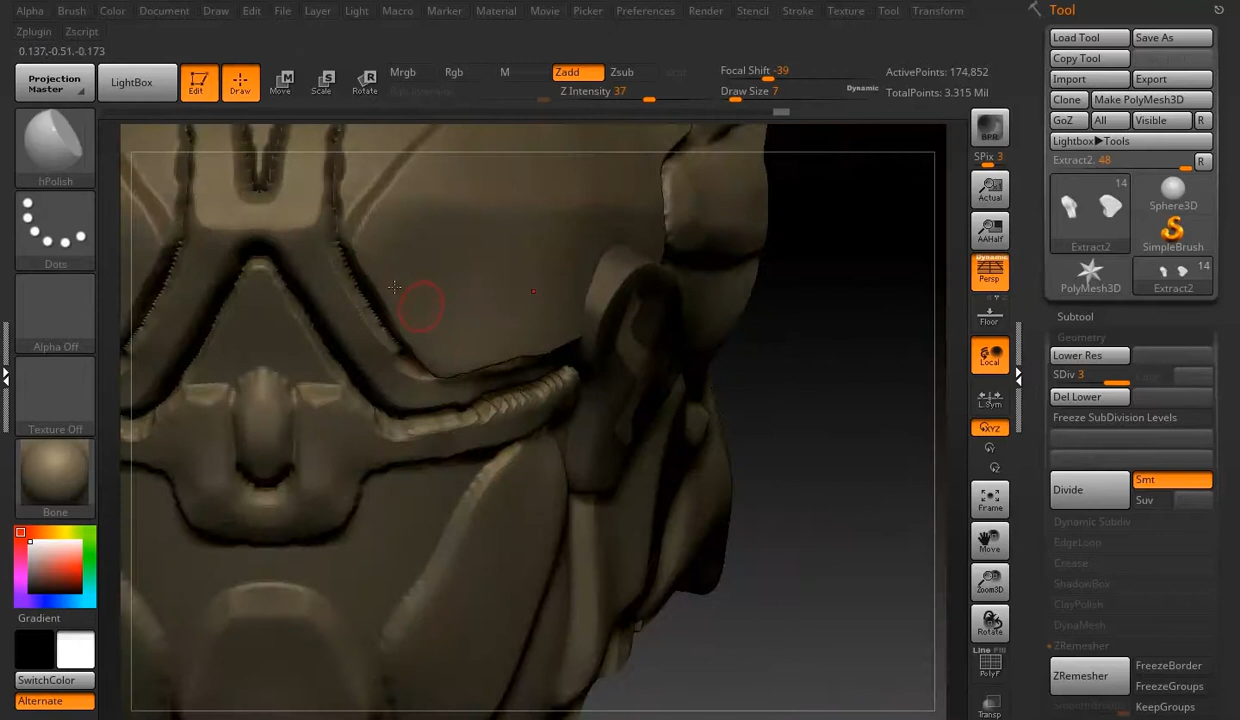 Alpha Brush Color Document Draw Edit File Layer Light Macro Marker Material Movie Picker Preferences Render Stencil Stroke Texture Tool Transform
Zplugin Zscript
0.137,-0.51,-0.173
Projection Master
LightBox
Edit
Draw
Move
Scale
Rotate
Mrgb Rgb M
Zadd Zsub
Z Intensity 37
Focal Shift -39
Draw Size 7
Dynamic
ActivePoints: 174,852
TotalPoints: 3.315 Mil
hPolish
Dots
Alpha Off
Texture Off
Bone
Gradient
SwitchColor
Alternate
BPR
SPix 3
Actual
AAHalf
Dynamic
Persp
Floor
Local
L.Sym
XYZ
Frame
Move
Zoom3D
Rotate
Line Fill
PolyF
Transp
Tool
Load Tool Save As
Copy Tool
Import Export
Clone Make PolyMesh3D
GoZ All Visible R
Lightbox▶Tools
Extract2. 48 R
14
Extract2
Sphere3D
SimpleBrush
PolyMesh3D
14
Extract2
Subtool
Geometry
Lower Res
SDiv 3
Del Lower
Freeze SubDivision Levels
Divide
Smt
Suv
Dynamic Subdiv
EdgeLoop
Crease
ShadowBox
ClayPolish
DynaMesh
ZRemesher
ZRemesher
FreezeBorder
FreezeGroups
KeepGroups